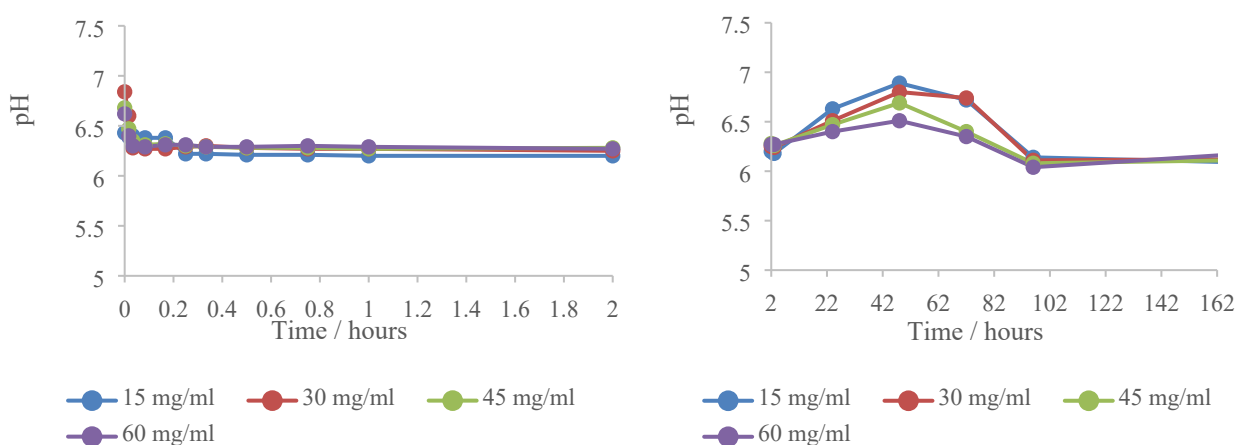 7.5
7
6.5
6
5.5
5
pH
0 0.2 0.4 0.6 0.8 1.0 1.2 1.4 1.6 1.8 2
Time / hours
15 mg/ml 30 mg/ml 45 mg/ml
60 mg/ml
7.5
7
6.5
6
5.5
5
pH
2 22 42 62 82 102 122 142 162
Time / hours
15 mg/ml 30 mg/ml 45 mg/ml
60 mg/ml